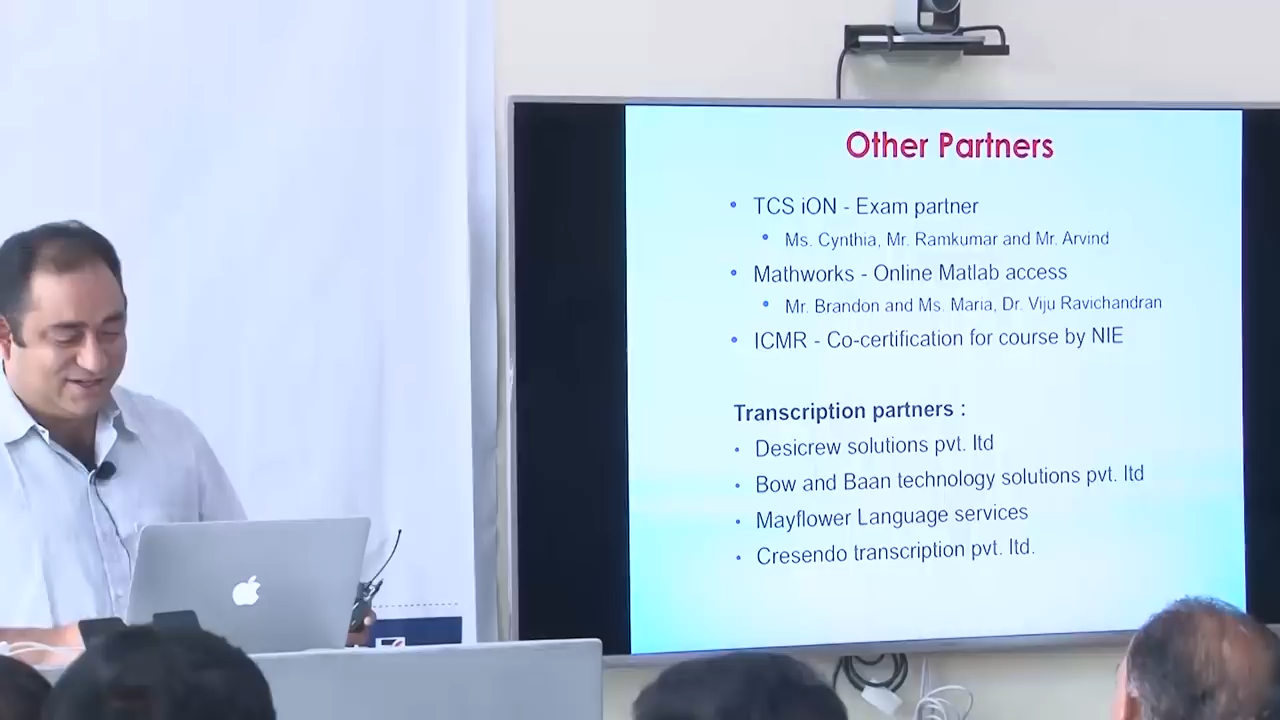 Other Partners
• TCS iON - Exam partner
• Ms. Cynthia, Mr. Ramkumar and Mr. Arvind
• Mathworks - Online Matlab access
• Mr. Brandon and Ms. Maria, Dr. Viju Ravichandran
• ICMR - Co-certification for course by NIE
Transcription partners :
• Desicrew solutions pvt. ltd
• Bow and Baan technology solutions pvt. ltd
• Mayflower Language services
• Cresendo transcription pvt. ltd.